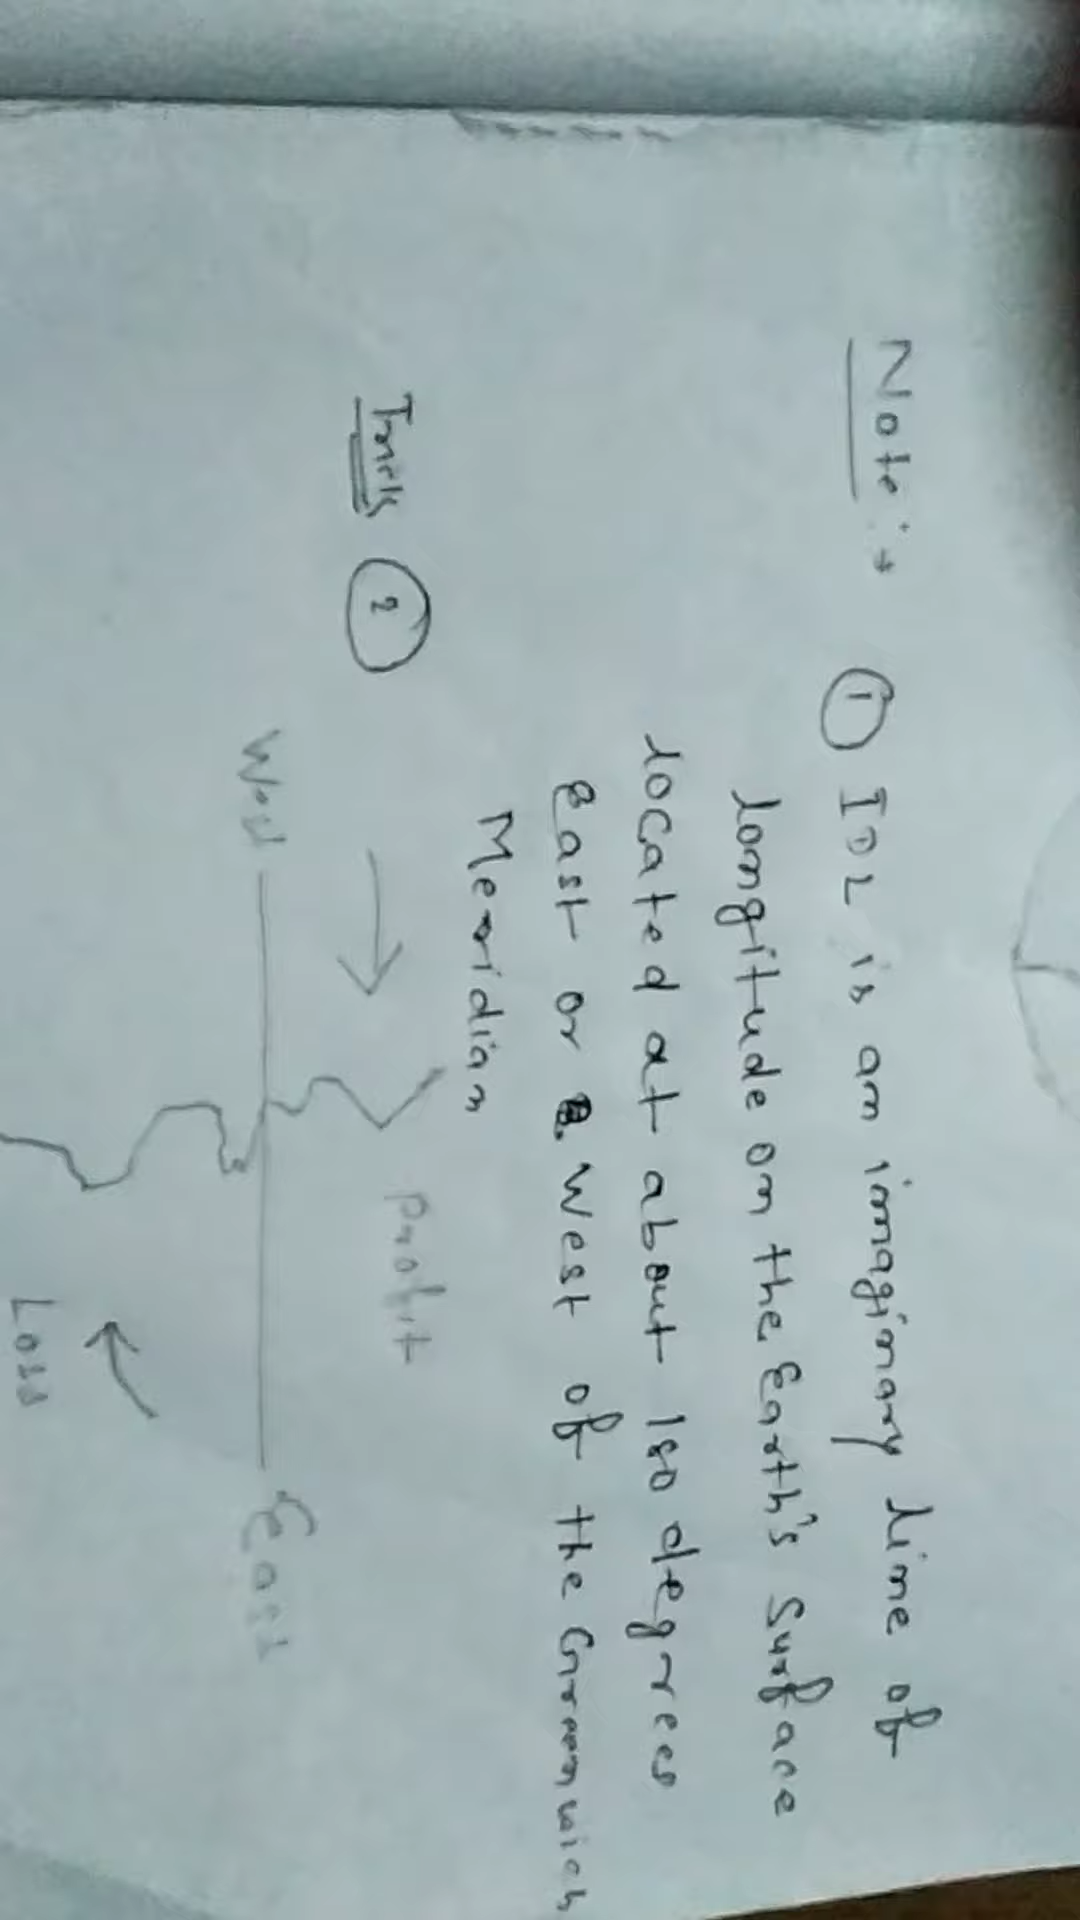 Note :→ ① IDL is an imaginary line of
longitude on the Earth's Surface
located at about 180 degrees
East or West of the Greenwich
Meridian
Trick ②
→ Profit
West East
Loss ←